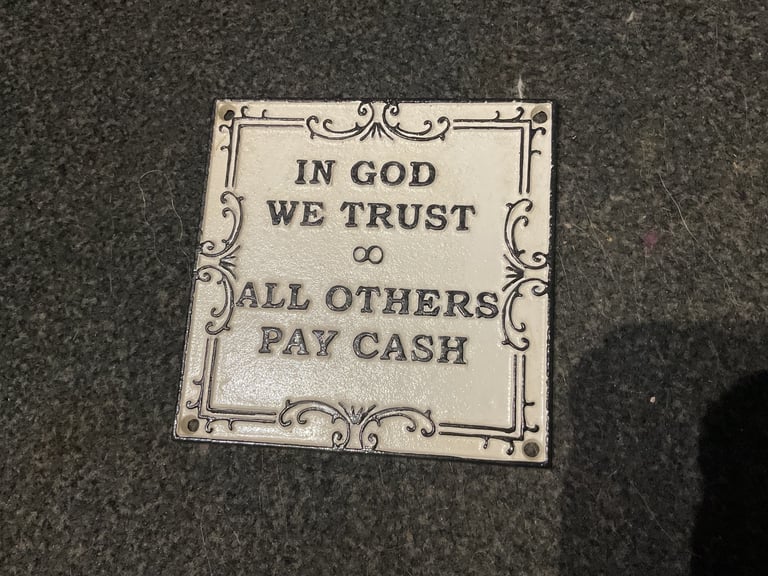 IN GOD
WE TRUST
∞
ALL OTHERS
PAY CASH